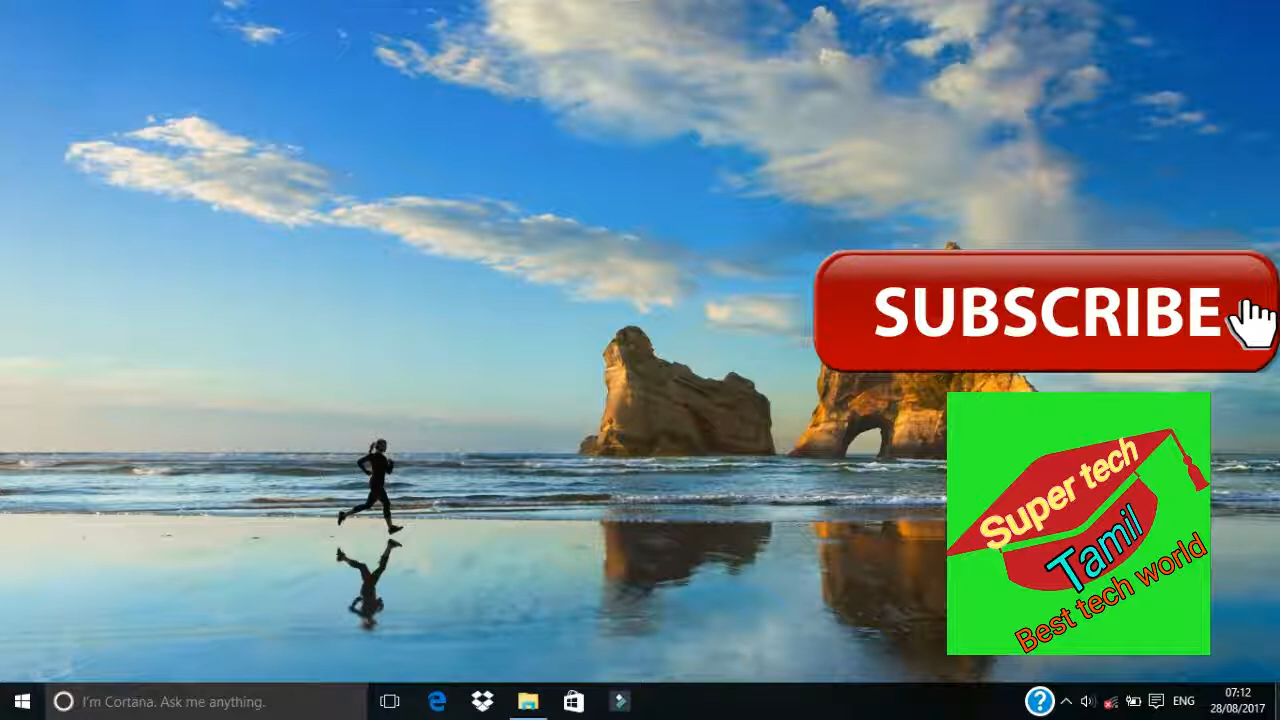 SUBSCRIBE
Super tech
Tamil
Best tech world
I'm Cortana. Ask me anything.
?
ENG
07:12
28/08/2017